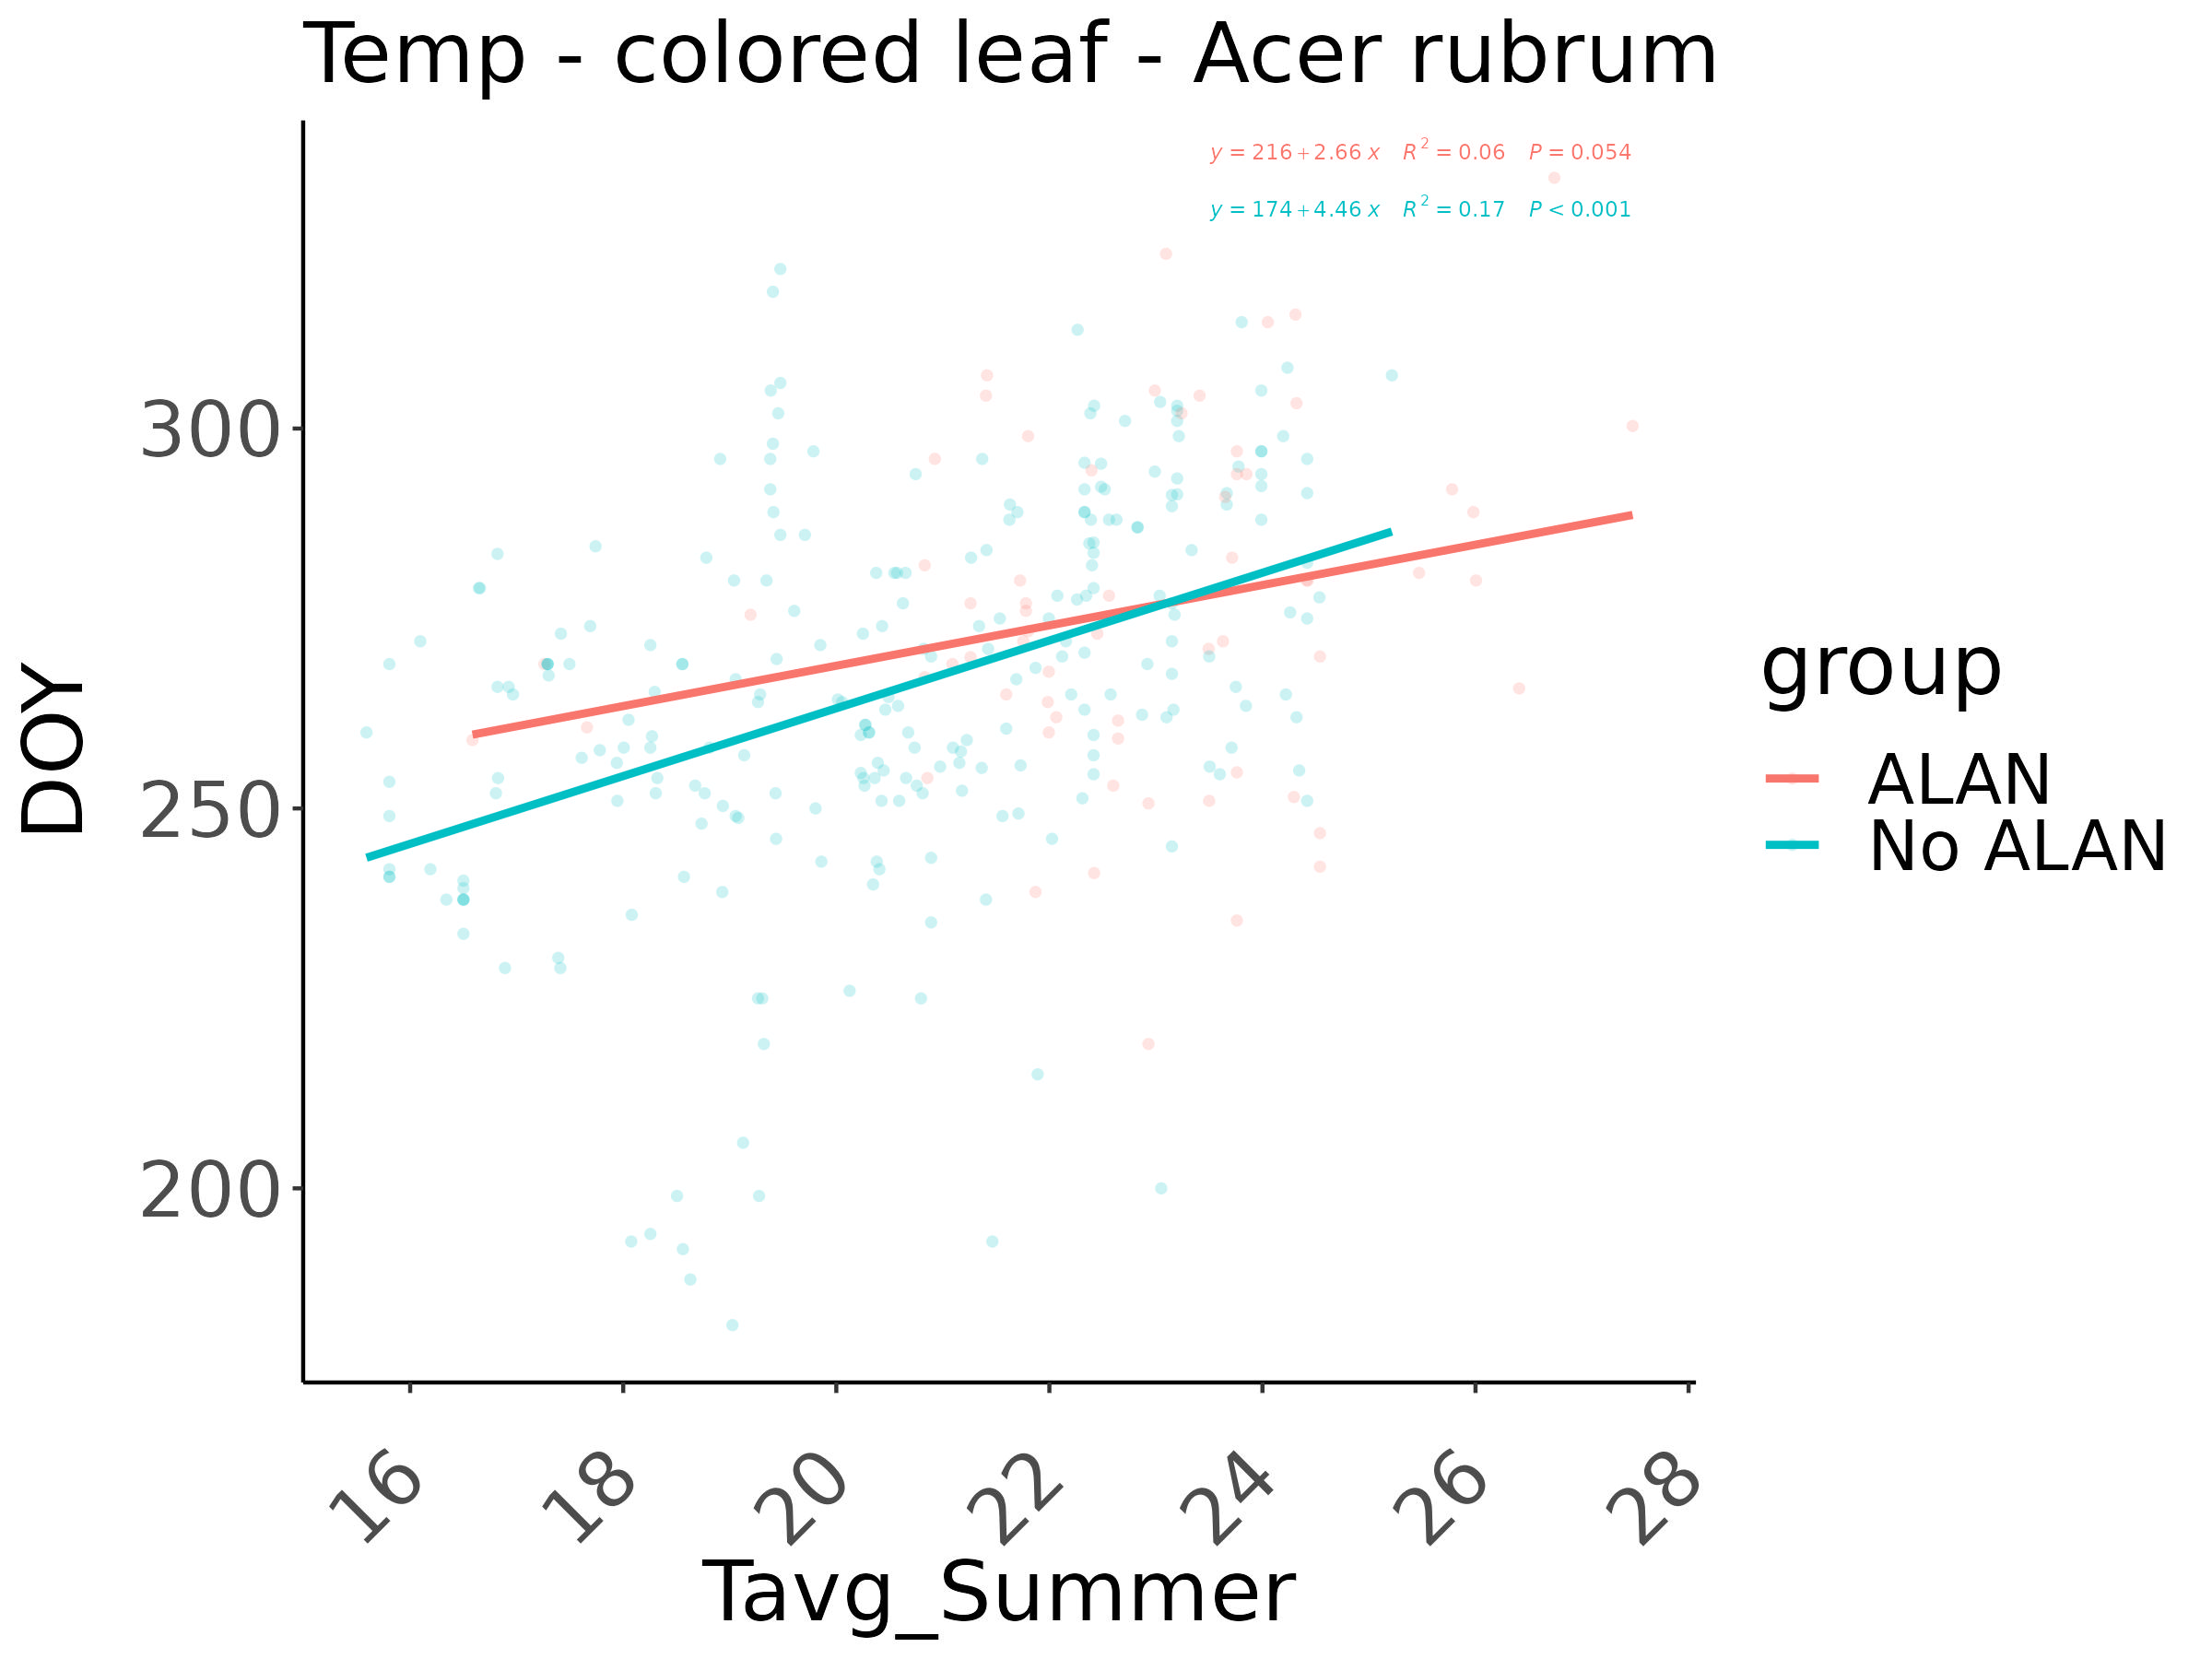 Temp - colored leaf - Acer rubrum
y = 216+2.66 x R² = 0.06 P = 0.054
y = 174+4.46 x R² = 0.17 P < 0.001
DOY
300
250
200
group
ALAN
No ALAN
16 18 20 22 24 26 28
Tavg_Summer